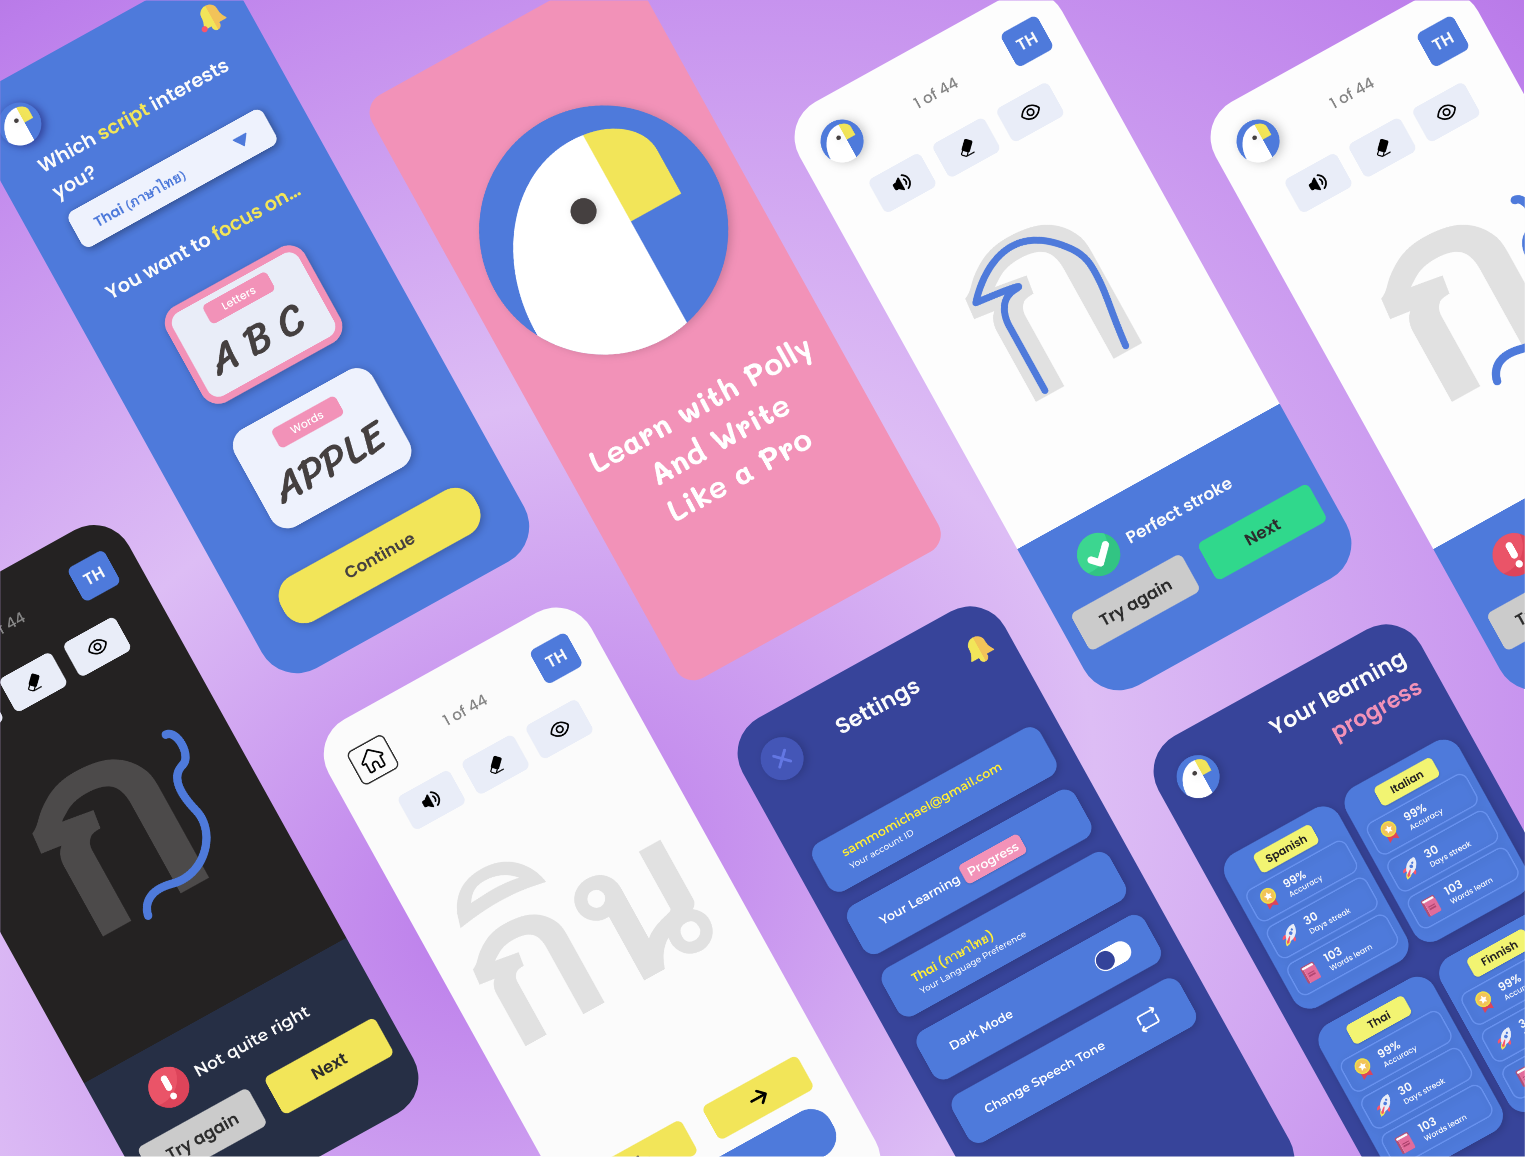 Which script interests
you?
Thai (ภาษาไทย)
You want to focus on...
Letters
A B C
Words
APPLE
Continue
Learn with Polly
And Write
Like a Pro
TH
1 of 44
ก
Perfect stroke
Try again
Next
TH
1 of 44
ก
TH
f 44
ก
Not quite right
Try again
Next
TH
1 of 44
กิน
Settings
sammomichael@gmail.com
Your account ID
Your Learning Progress
Thai (ภาษาไทย)
Your Language Preference
Dark Mode
Change Speech Tone
Your learning
progress
Spanish
99%
Accuracy
30
Days streak
103
Words learn
Italian
99%
Accuracy
30
Days streak
103
Words learn
Thai
99%
Accuracy
30
Days streak
103
Words learn
Finnish
99%